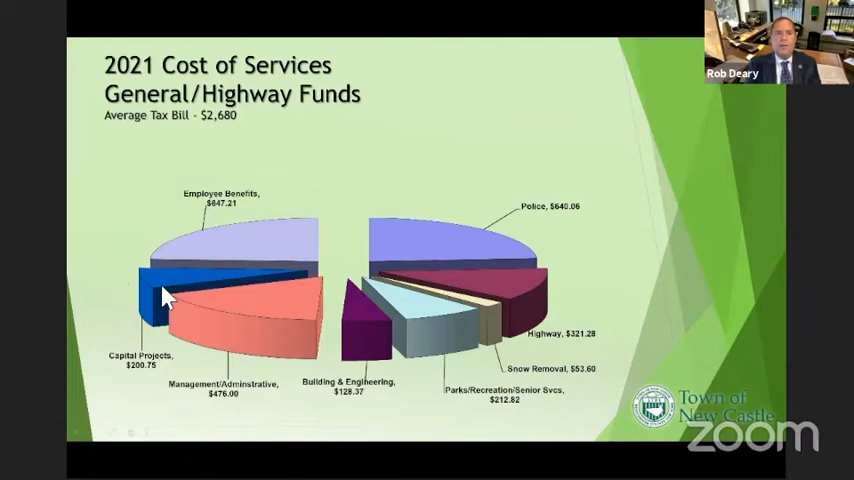 2021 Cost of Services
General/Highway Funds
Average Tax Bill - $2,680
Rob Deary
Employee Benefits,
$647.21
Police, $640.06
Highway, $321.28
Snow Removal, $53.60
Parks/Recreation/Senior Svcs,
$212.82
Building & Engineering,
$128.37
Management/Adminstrative,
$476.00
Capital Projects,
$200.75
Town of
New Castle
zoom